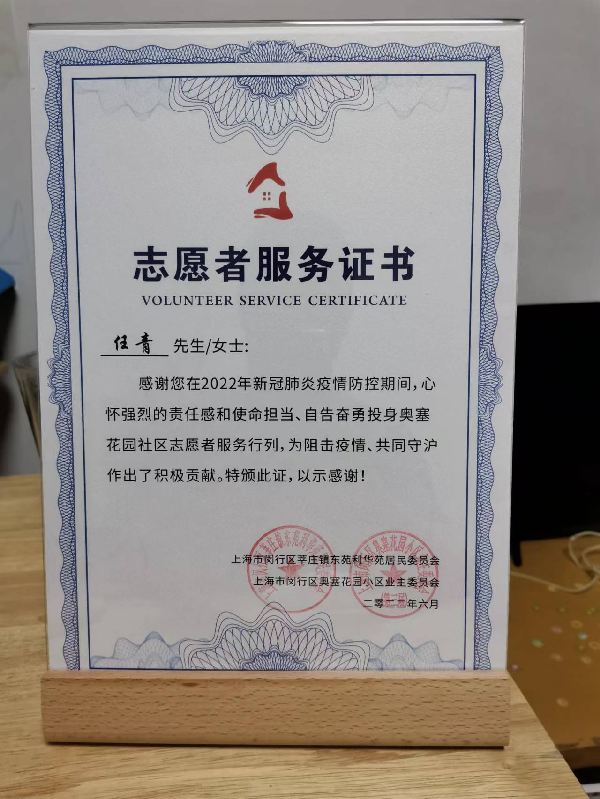 志愿者服务证书
VOLUNTEER SERVICE CERTIFICATE
任青 先生/女士:
感谢您在2022年新冠肺炎疫情防控期间,心
怀强烈的责任感和使命担当、自告奋勇投身奥塞
花园社区志愿者服务行列,为阻击疫情、共同守沪
作出了积极贡献。特颁此证,以示感谢!
上海市闵行区莘庄镇东苑利华苑居民委员会
上海市闵行区奥塞花园小区业主委员会
二零二二年六月